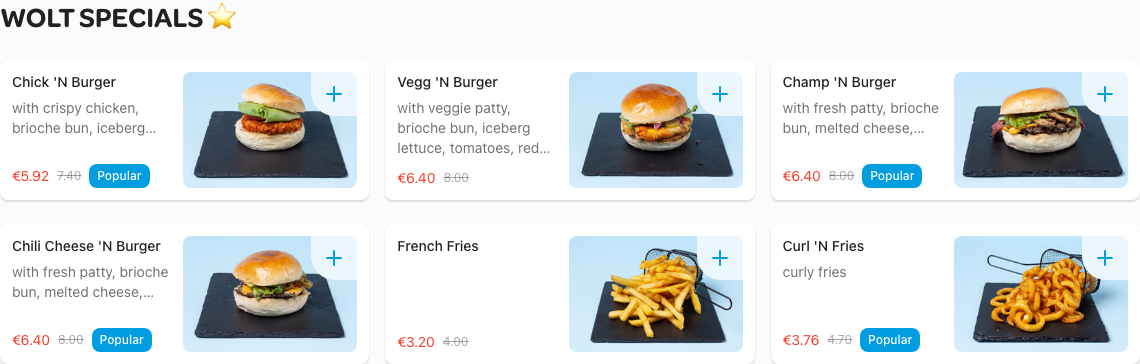 WOLT SPECIALS ⭐
Chick 'N Burger
with crispy chicken,
brioche bun, iceberg...
€5.92 7.40 Popular
Vegg 'N Burger
with veggie patty,
brioche bun, iceberg
lettuce, tomatoes, red...
€6.40 8.00
Champ 'N Burger
with fresh patty, brioche
bun, melted cheese,...
€6.40 8.00 Popular
Chili Cheese 'N Burger
with fresh patty, brioche
bun, melted cheese,...
€6.40 8.00 Popular
French Fries
€3.20 4.00
Curl 'N Fries
curly fries
€3.76 4.70 Popular